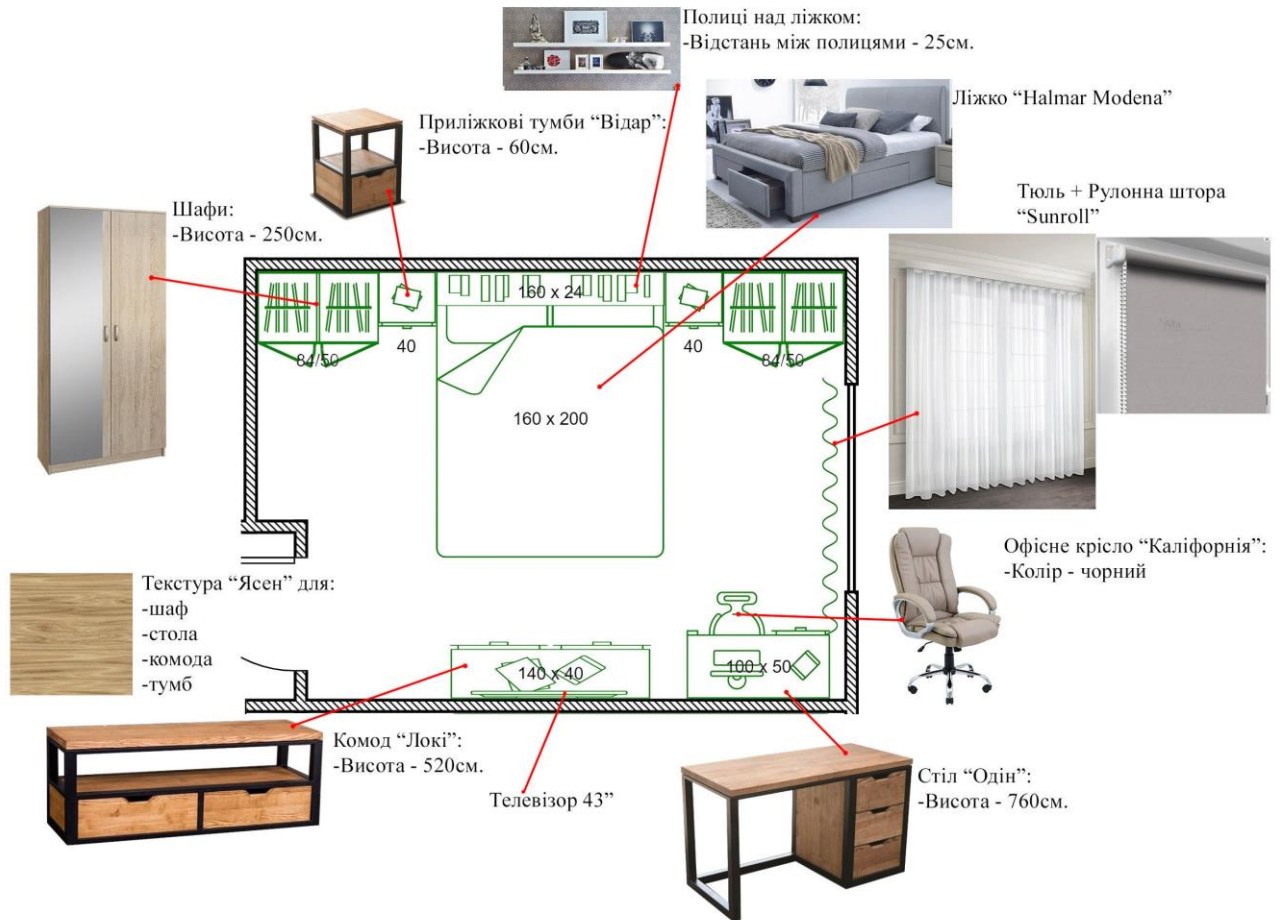 Полиці над ліжком:
-Відстань між полицями - 25см.
Ліжко “Halmar Modena”
Приліжкові тумби “Відар”:
-Висота - 60см.
Тюль + Рулонна штора
“Sunroll”
Шафи:
-Висота - 250см.
160 x 24
40
40
84/50
84/50
160 x 200
Офісне крісло “Каліфорнія”:
-Колір - чорний
Текстура “Ясен” для:
-шаф
-стола
-комода
-тумб
140 x 40
100 x 50
Комод “Локі”:
-Висота - 520см.
Телевізор 43”
Стіл “Одін”:
-Висота - 760см.